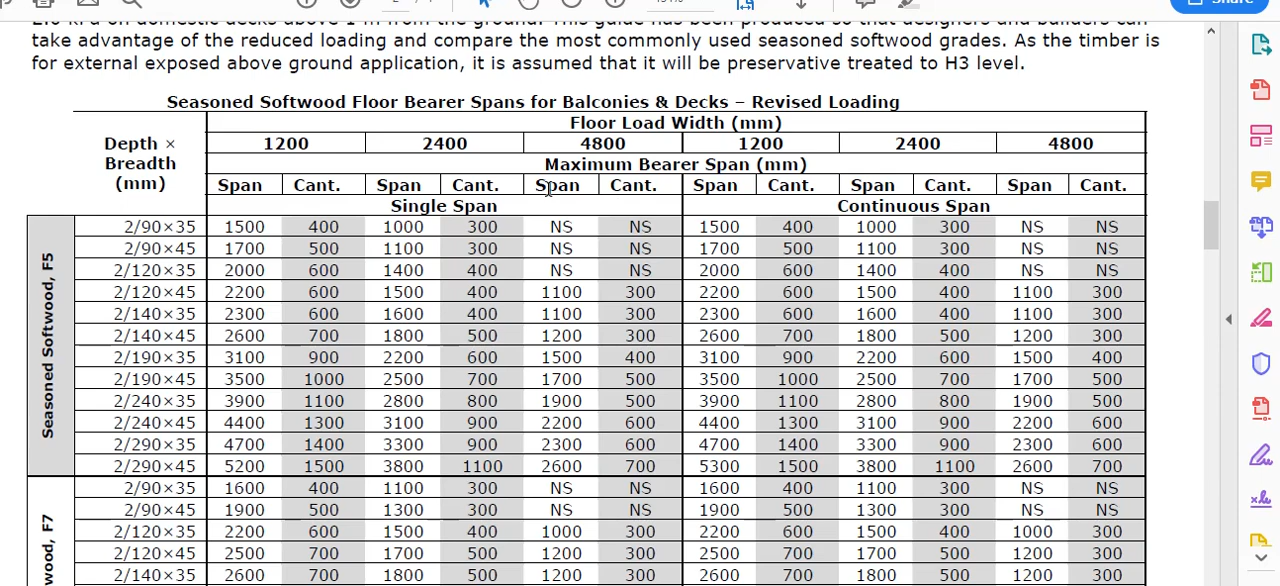 take advantage of the reduced loading and compare the most commonly used seasoned softwood grades. As the timber is
for external exposed above ground application, it is assumed that it will be preservative treated to H3 level.
Seasoned Softwood Floor Bearer Spans for Balconies & Decks – Revised Loading
Depth × Breadth (mm)
Floor Load Width (mm)
1200 2400 4800 1200 2400 4800
Maximum Bearer Span (mm)
Span Cant. Span Cant. Span Cant. Span Cant. Span Cant. Span Cant.
Single Span Continuous Span
Seasoned Softwood, F5
2/90×35 1500 400 1000 300 NS NS 1500 400 1000 300 NS NS
2/90×45 1700 500 1100 300 NS NS 1700 500 1100 300 NS NS
2/120×35 2000 600 1400 400 NS NS 2000 600 1400 400 NS NS
2/120×45 2200 600 1500 400 1100 300 2200 600 1500 400 1100 300
2/140×35 2300 600 1600 400 1100 300 2300 600 1600 400 1100 300
2/140×45 2600 700 1800 500 1200 300 2600 700 1800 500 1200 300
2/190×35 3100 900 2200 600 1500 400 3100 900 2200 600 1500 400
2/190×45 3500 1000 2500 700 1700 500 3500 1000 2500 700 1700 500
2/240×35 3900 1100 2800 800 1900 500 3900 1100 2800 800 1900 500
2/240×45 4400 1300 3100 900 2200 600 4400 1300 3100 900 2200 600
2/290×35 4700 1400 3300 900 2300 600 4700 1400 3300 900 2300 600
2/290×45 5200 1500 3800 1100 2600 700 5300 1500 3800 1100 2600 700
wood, F7
2/90×35 1600 400 1100 300 NS NS 1600 400 1100 300 NS NS
2/90×45 1900 500 1300 300 NS NS 1900 500 1300 300 NS NS
2/120×35 2200 600 1500 400 1000 300 2200 600 1500 400 1000 300
2/120×45 2500 700 1700 500 1200 300 2500 700 1700 500 1200 300
2/140×35 2600 700 1800 500 1200 300 2600 700 1800 500 1200 300